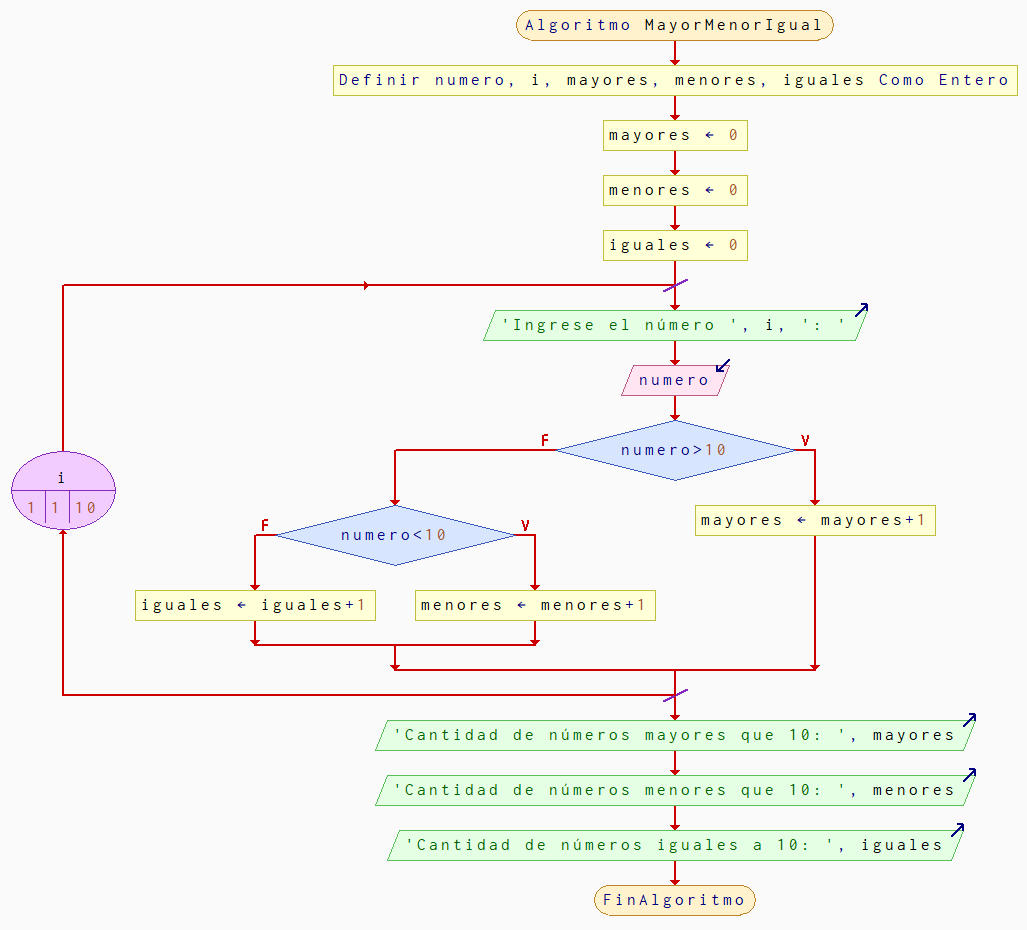 Algoritmo MayorMenorIgual
Definir numero, i, mayores, menores, iguales Como Entero
mayores ← 0
menores ← 0
iguales ← 0
'Ingrese el número ', i, ': '
numero
F numero>10 V
i
1 1 10
mayores ← mayores+1
F numero<10 V
iguales ← iguales+1
menores ← menores+1
'Cantidad de números mayores que 10: ', mayores
'Cantidad de números menores que 10: ', menores
'Cantidad de números iguales a 10: ', iguales
FinAlgoritmo